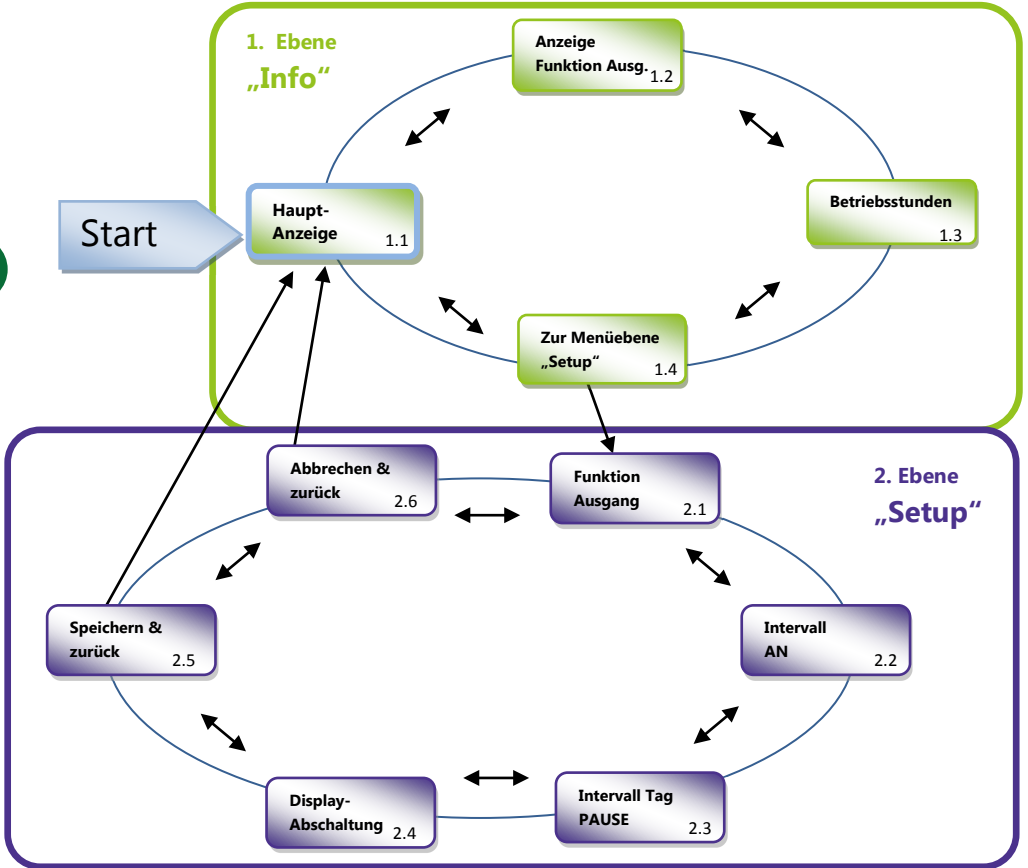 1. Ebene
„Info“
Anzeige
Funktion Ausg.
1.2
Start
Haupt-
Anzeige
1.1
Betriebsstunden
1.3
Zur Menüebene
„Setup“
1.4
2. Ebene
„Setup“
Abbrechen &
zurück
2.6
Funktion
Ausgang
2.1
Speichern &
zurück
2.5
Intervall
AN
2.2
Display-
Abschaltung
2.4
Intervall Tag
PAUSE
2.3